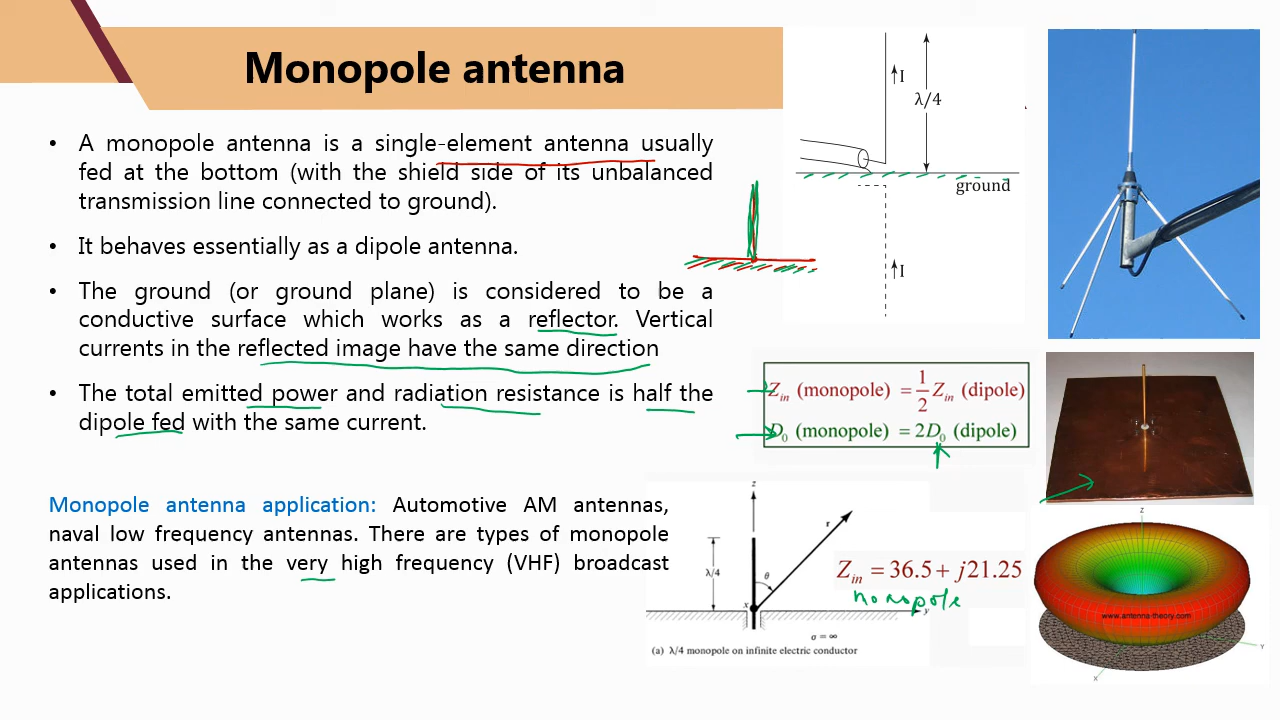 Monopole antenna
• A monopole antenna is a single-element antenna usually
fed at the bottom (with the shield side of its unbalanced
transmission line connected to ground).
• It behaves essentially as a dipole antenna.
• The ground (or ground plane) is considered to be a
conductive surface which works as a reflector. Vertical
currents in the reflected image have the same direction
• The total emitted power and radiation resistance is half the
dipole fed with the same current.
Monopole antenna application: Automotive AM antennas,
naval low frequency antennas. There are types of monopole
antennas used in the very high frequency (VHF) broadcast
applications.
I
λ/4
ground
I
Z_in (monopole) = 1/2 Z_in (dipole)
D_0 (monopole) = 2D_0 (dipole)
z
r
θ
λ/4
x
y
σ = ∞
(a) λ/4 monopole on infinite electric conductor
Z_in = 36.5 + j21.25
monopole
Z
www.antenna-theory.com
Y
X